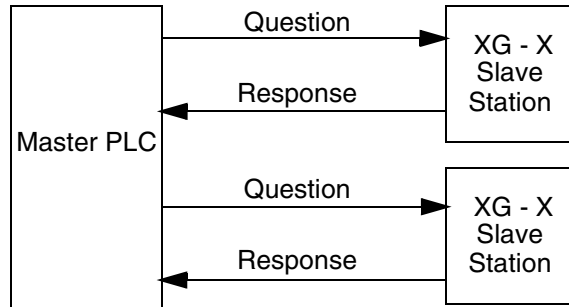 Question
XG - X
Slave
Station
Response
Master PLC
Question
XG - X
Slave
Station
Response